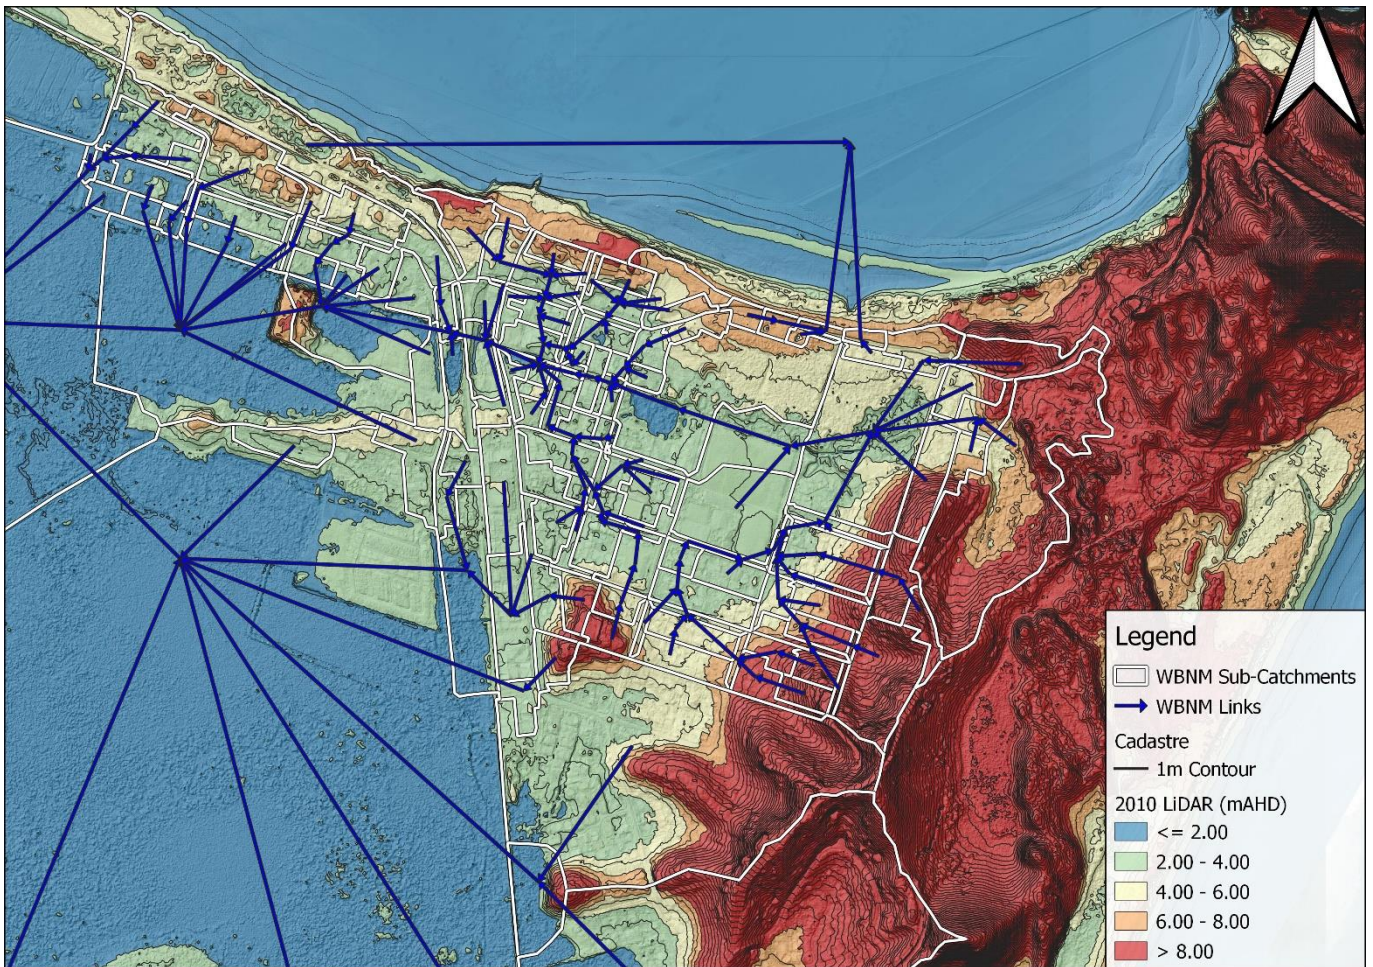 Legend
WBNM Sub-Catchments
WBNM Links
Cadastre
1m Contour
2010 LiDAR (mAHD)
<= 2.00
2.00 - 4.00
4.00 - 6.00
6.00 - 8.00
> 8.00